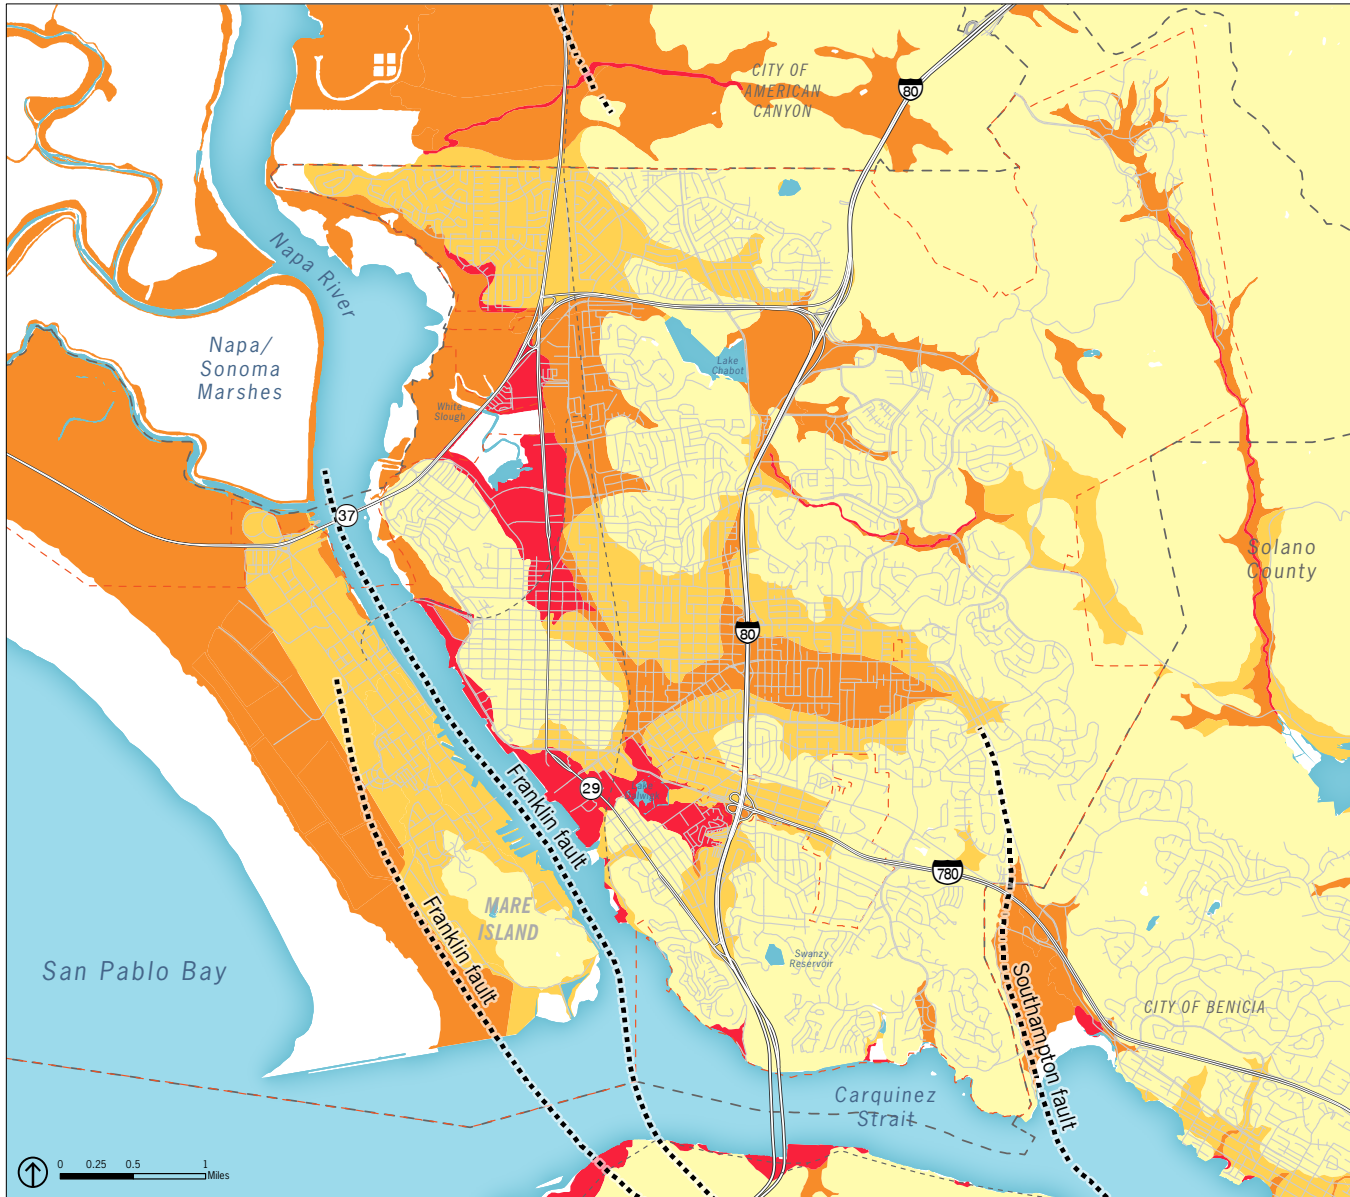 CITY OF
AMERICAN
CANYON
80
Napa River
Napa/
Sonoma
Marshes
Lake
Chabot
White
Slough
37
Solano
County
80
29
Franklin fault
780
MARE
ISLAND
Franklin fault
San Pablo Bay
Swanzy
Reservoir
Southampton fault
CITY OF BENICIA
Carquinez
Strait
0 0.25 0.5 1
Miles